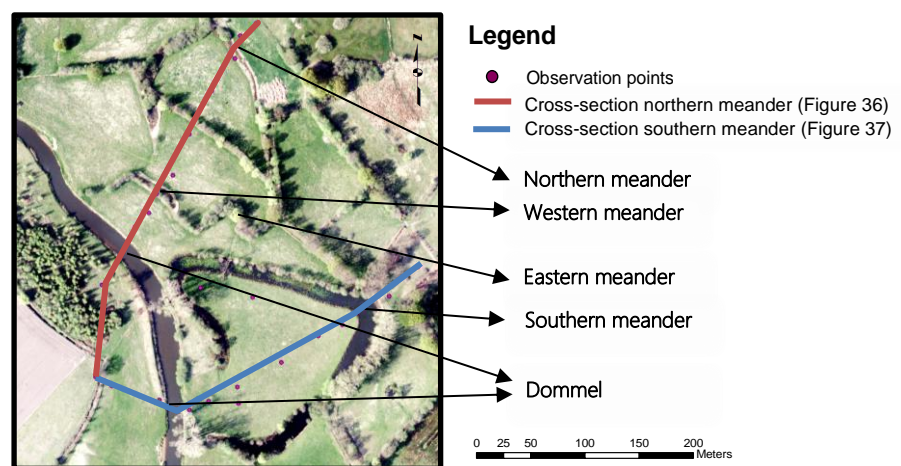 Legend
Observation points
Cross-section northern meander (Figure 36)
Cross-section southern meander (Figure 37)
Northern meander
Western meander
Eastern meander
Southern meander
Dommel
0 25 50 100 150 200
Meters